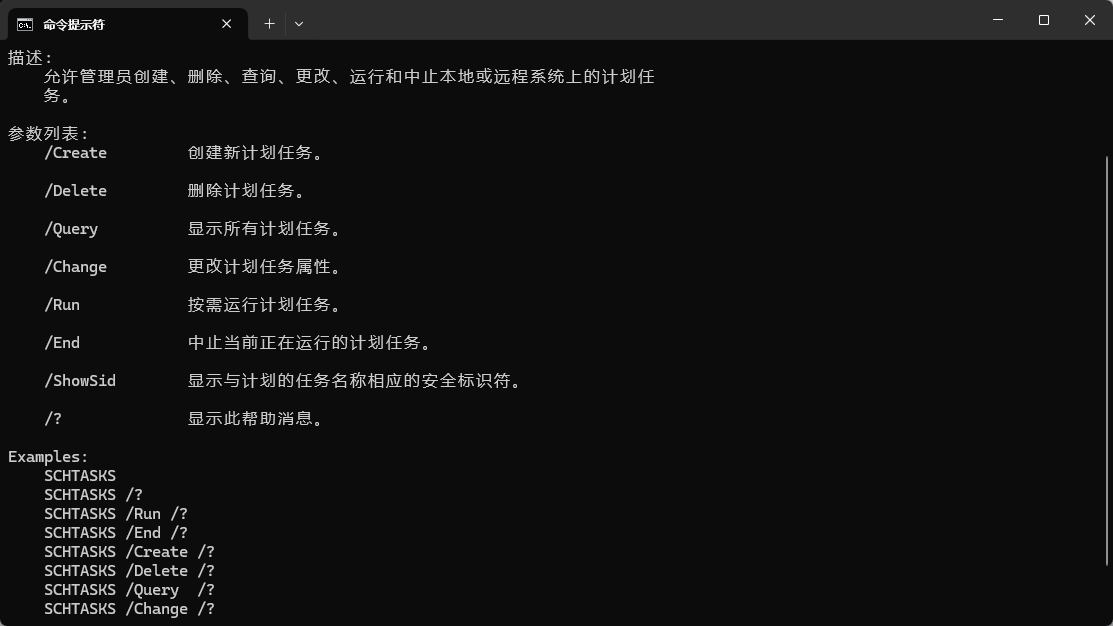 命令提示符
描述:
允许管理员创建、删除、查询、更改、运行和中止本地或远程系统上的计划任
务。
参数列表:
/Create 创建新计划任务。
/Delete 删除计划任务。
/Query 显示所有计划任务。
/Change 更改计划任务属性。
/Run 按需运行计划任务。
/End 中止当前正在运行的计划任务。
/ShowSid 显示与计划的任务名称相应的安全标识符。
/? 显示此帮助消息。
Examples:
SCHTASKS
SCHTASKS /?
SCHTASKS /Run /?
SCHTASKS /End /?
SCHTASKS /Create /?
SCHTASKS /Delete /?
SCHTASKS /Query  /?
SCHTASKS /Change /?